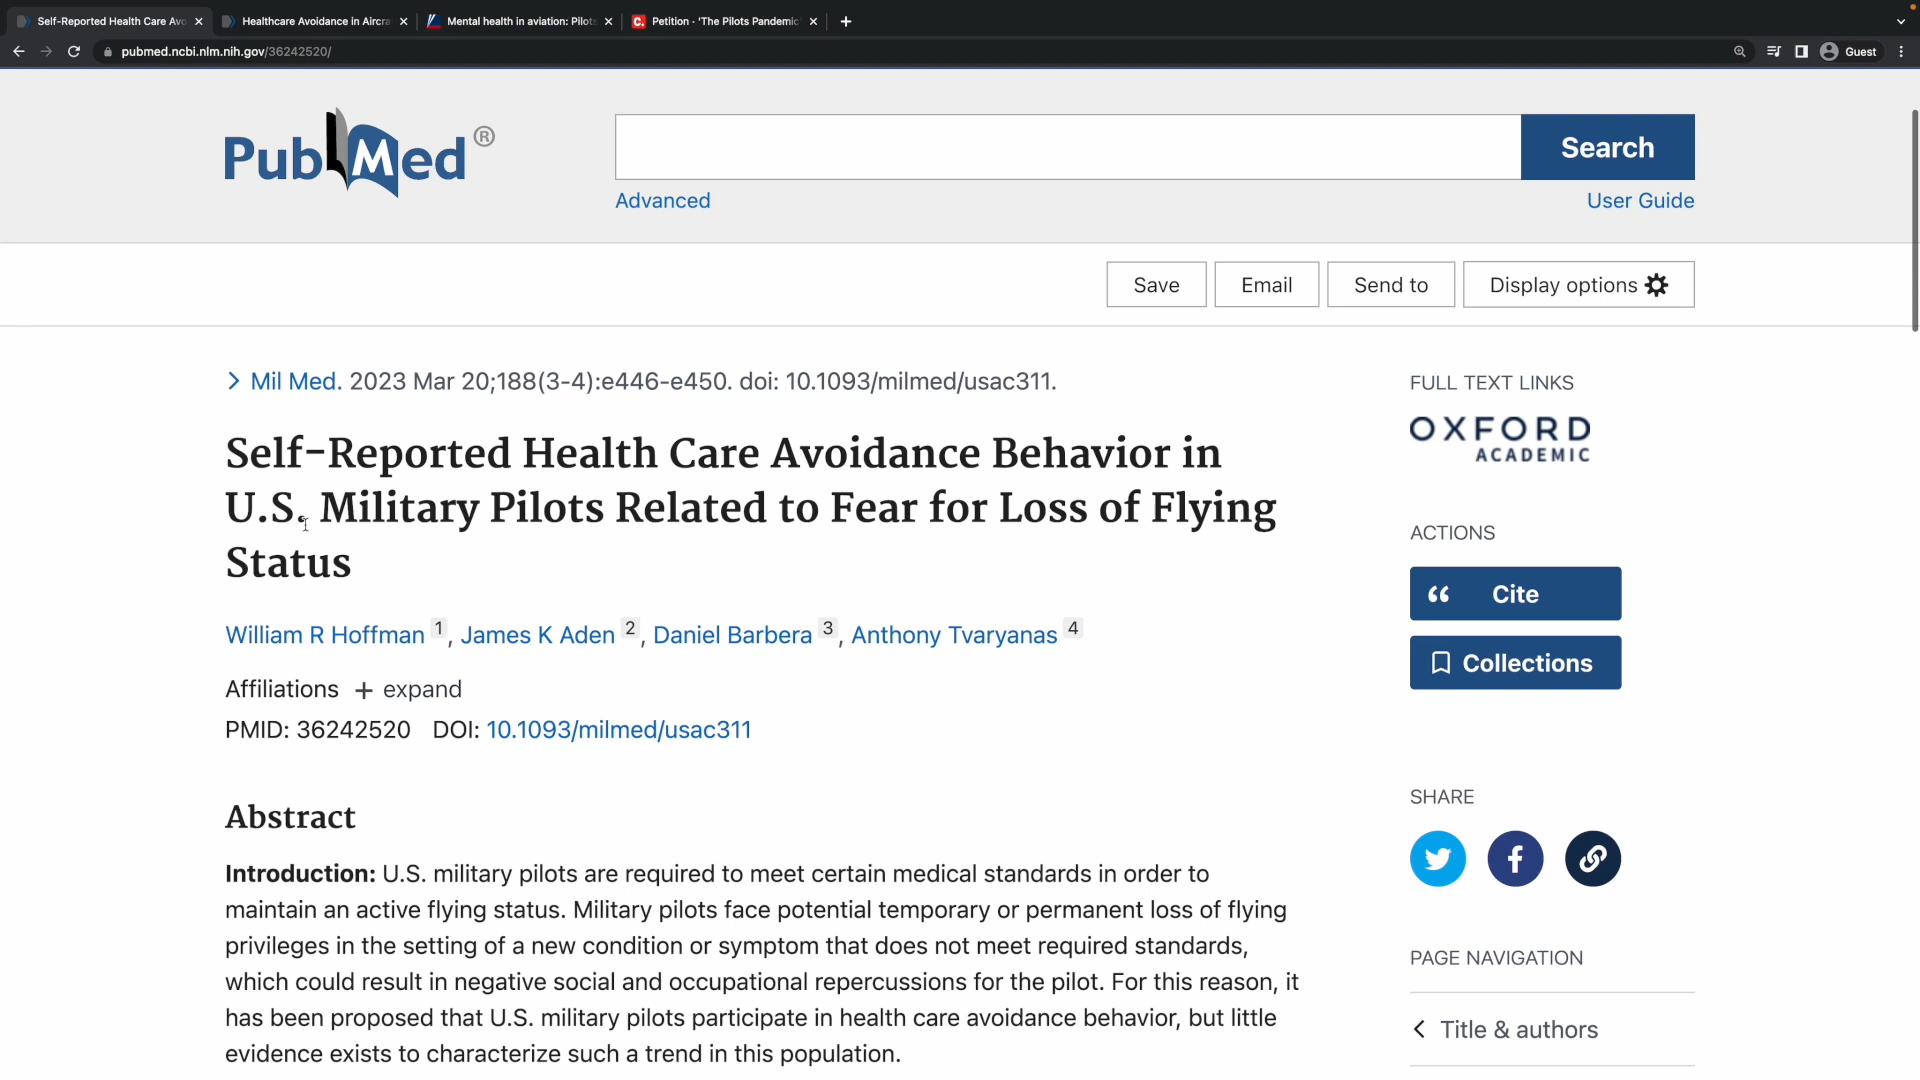 Self-Reported Health Care Avo
Healthcare Avoidance in Aircra
Mental health in aviation: Pilots
Petition · 'The Pilots Pandemic'
pubmed.ncbi.nlm.nih.gov/36242520/
Guest
PubMed ®
Search
Advanced
User Guide
Save
Email
Send to
Display options
Mil Med. 2023 Mar 20;188(3-4):e446-e450. doi: 10.1093/milmed/usac311.
Self-Reported Health Care Avoidance Behavior in
U.S. Military Pilots Related to Fear for Loss of Flying
Status
William R Hoffman 1, James K Aden 2, Daniel Barbera 3, Anthony Tvaryanas 4
Affiliations + expand
PMID: 36242520 DOI: 10.1093/milmed/usac311
Abstract
Introduction: U.S. military pilots are required to meet certain medical standards in order to
maintain an active flying status. Military pilots face potential temporary or permanent loss of flying
privileges in the setting of a new condition or symptom that does not meet required standards,
which could result in negative social and occupational repercussions for the pilot. For this reason, it
has been proposed that U.S. military pilots participate in health care avoidance behavior, but little
evidence exists to characterize such a trend in this population.
FULL TEXT LINKS
OXFORD
ACADEMIC
ACTIONS
Cite
Collections
SHARE
PAGE NAVIGATION
Title & authors